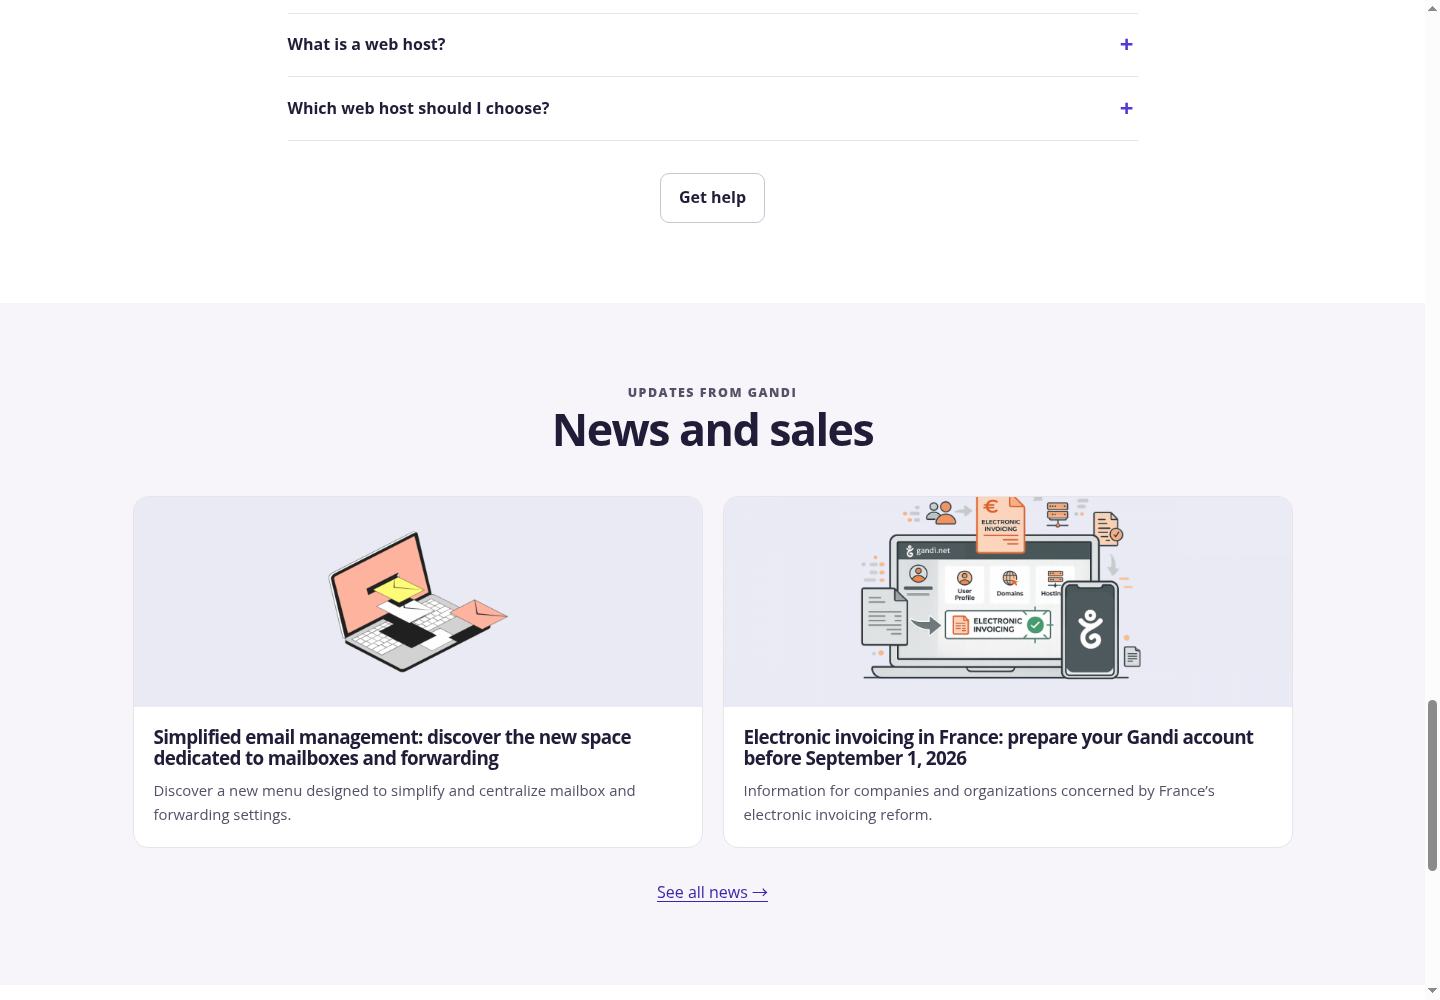 What is a web host?
+
Which web host should I choose?
+
Get help
UPDATES FROM GANDI
News and sales
€
ELECTRONIC
INVOICING
gandi.net
User
Profile
Domains
Hostin
ELECTRONIC
INVOICING
Simplified email management: discover the new space
dedicated to mailboxes and forwarding
Discover a new menu designed to simplify and centralize mailbox and
forwarding settings.
Electronic invoicing in France: prepare your Gandi account
before September 1, 2026
Information for companies and organizations concerned by France’s
electronic invoicing reform.
See all news →